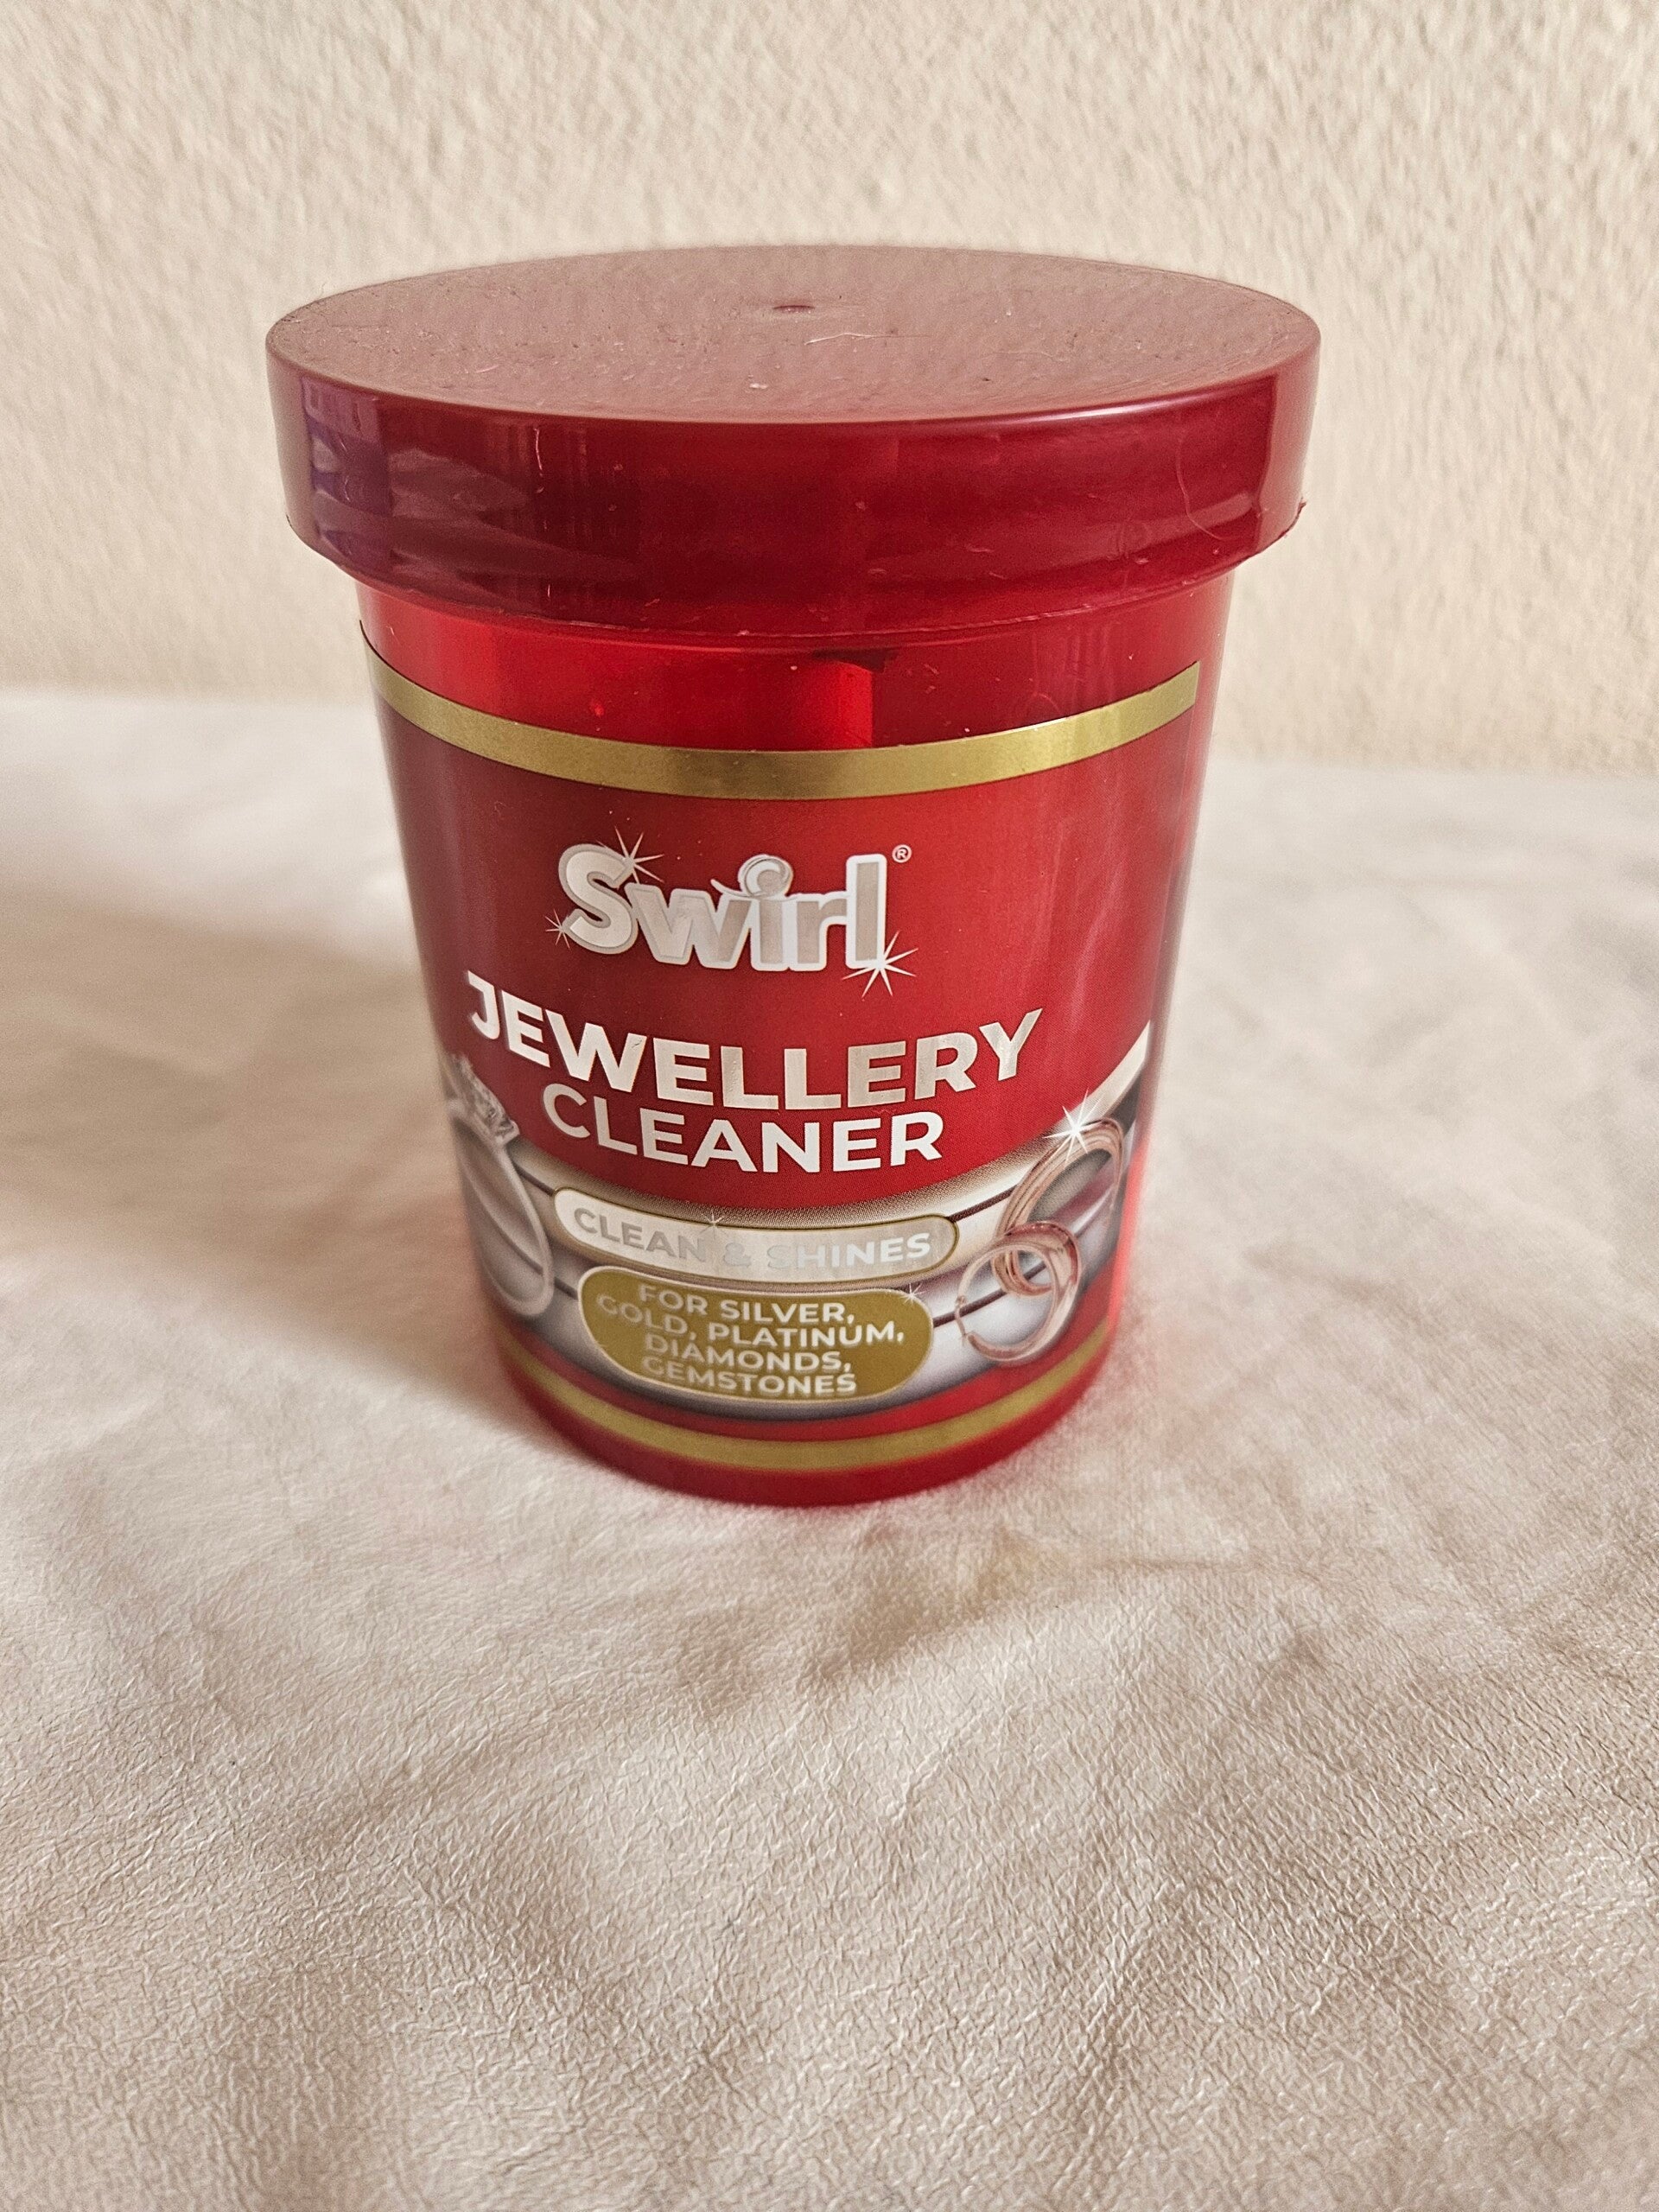 Swirl®
JEWELLERY
CLEANER
CLEAN & SHINES
FOR SILVER,
GOLD, PLATINUM,
DIAMONDS,
GEMSTONES